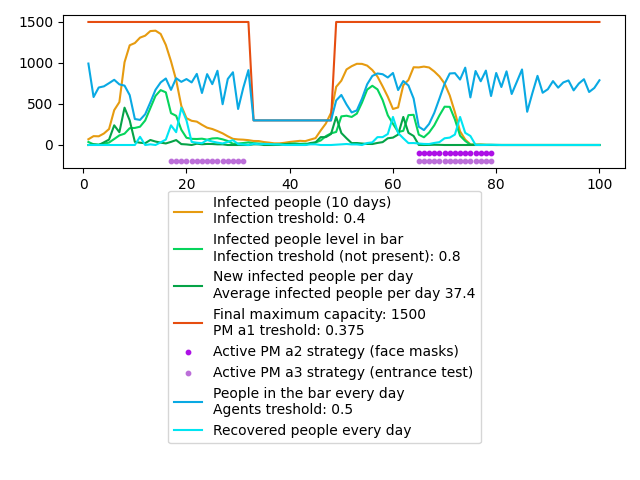 1500
1000
500
0
0 20 40 60 80 100
Infected people (10 days)
Infection treshold: 0.4
Infected people level in bar
Infection treshold (not present): 0.8
New infected people per day
Average infected people per day 37.4
Final maximum capacity: 1500
PM a1 treshold: 0.375
Active PM a2 strategy (face masks)
Active PM a3 strategy (entrance test)
People in the bar every day
Agents treshold: 0.5
Recovered people every day